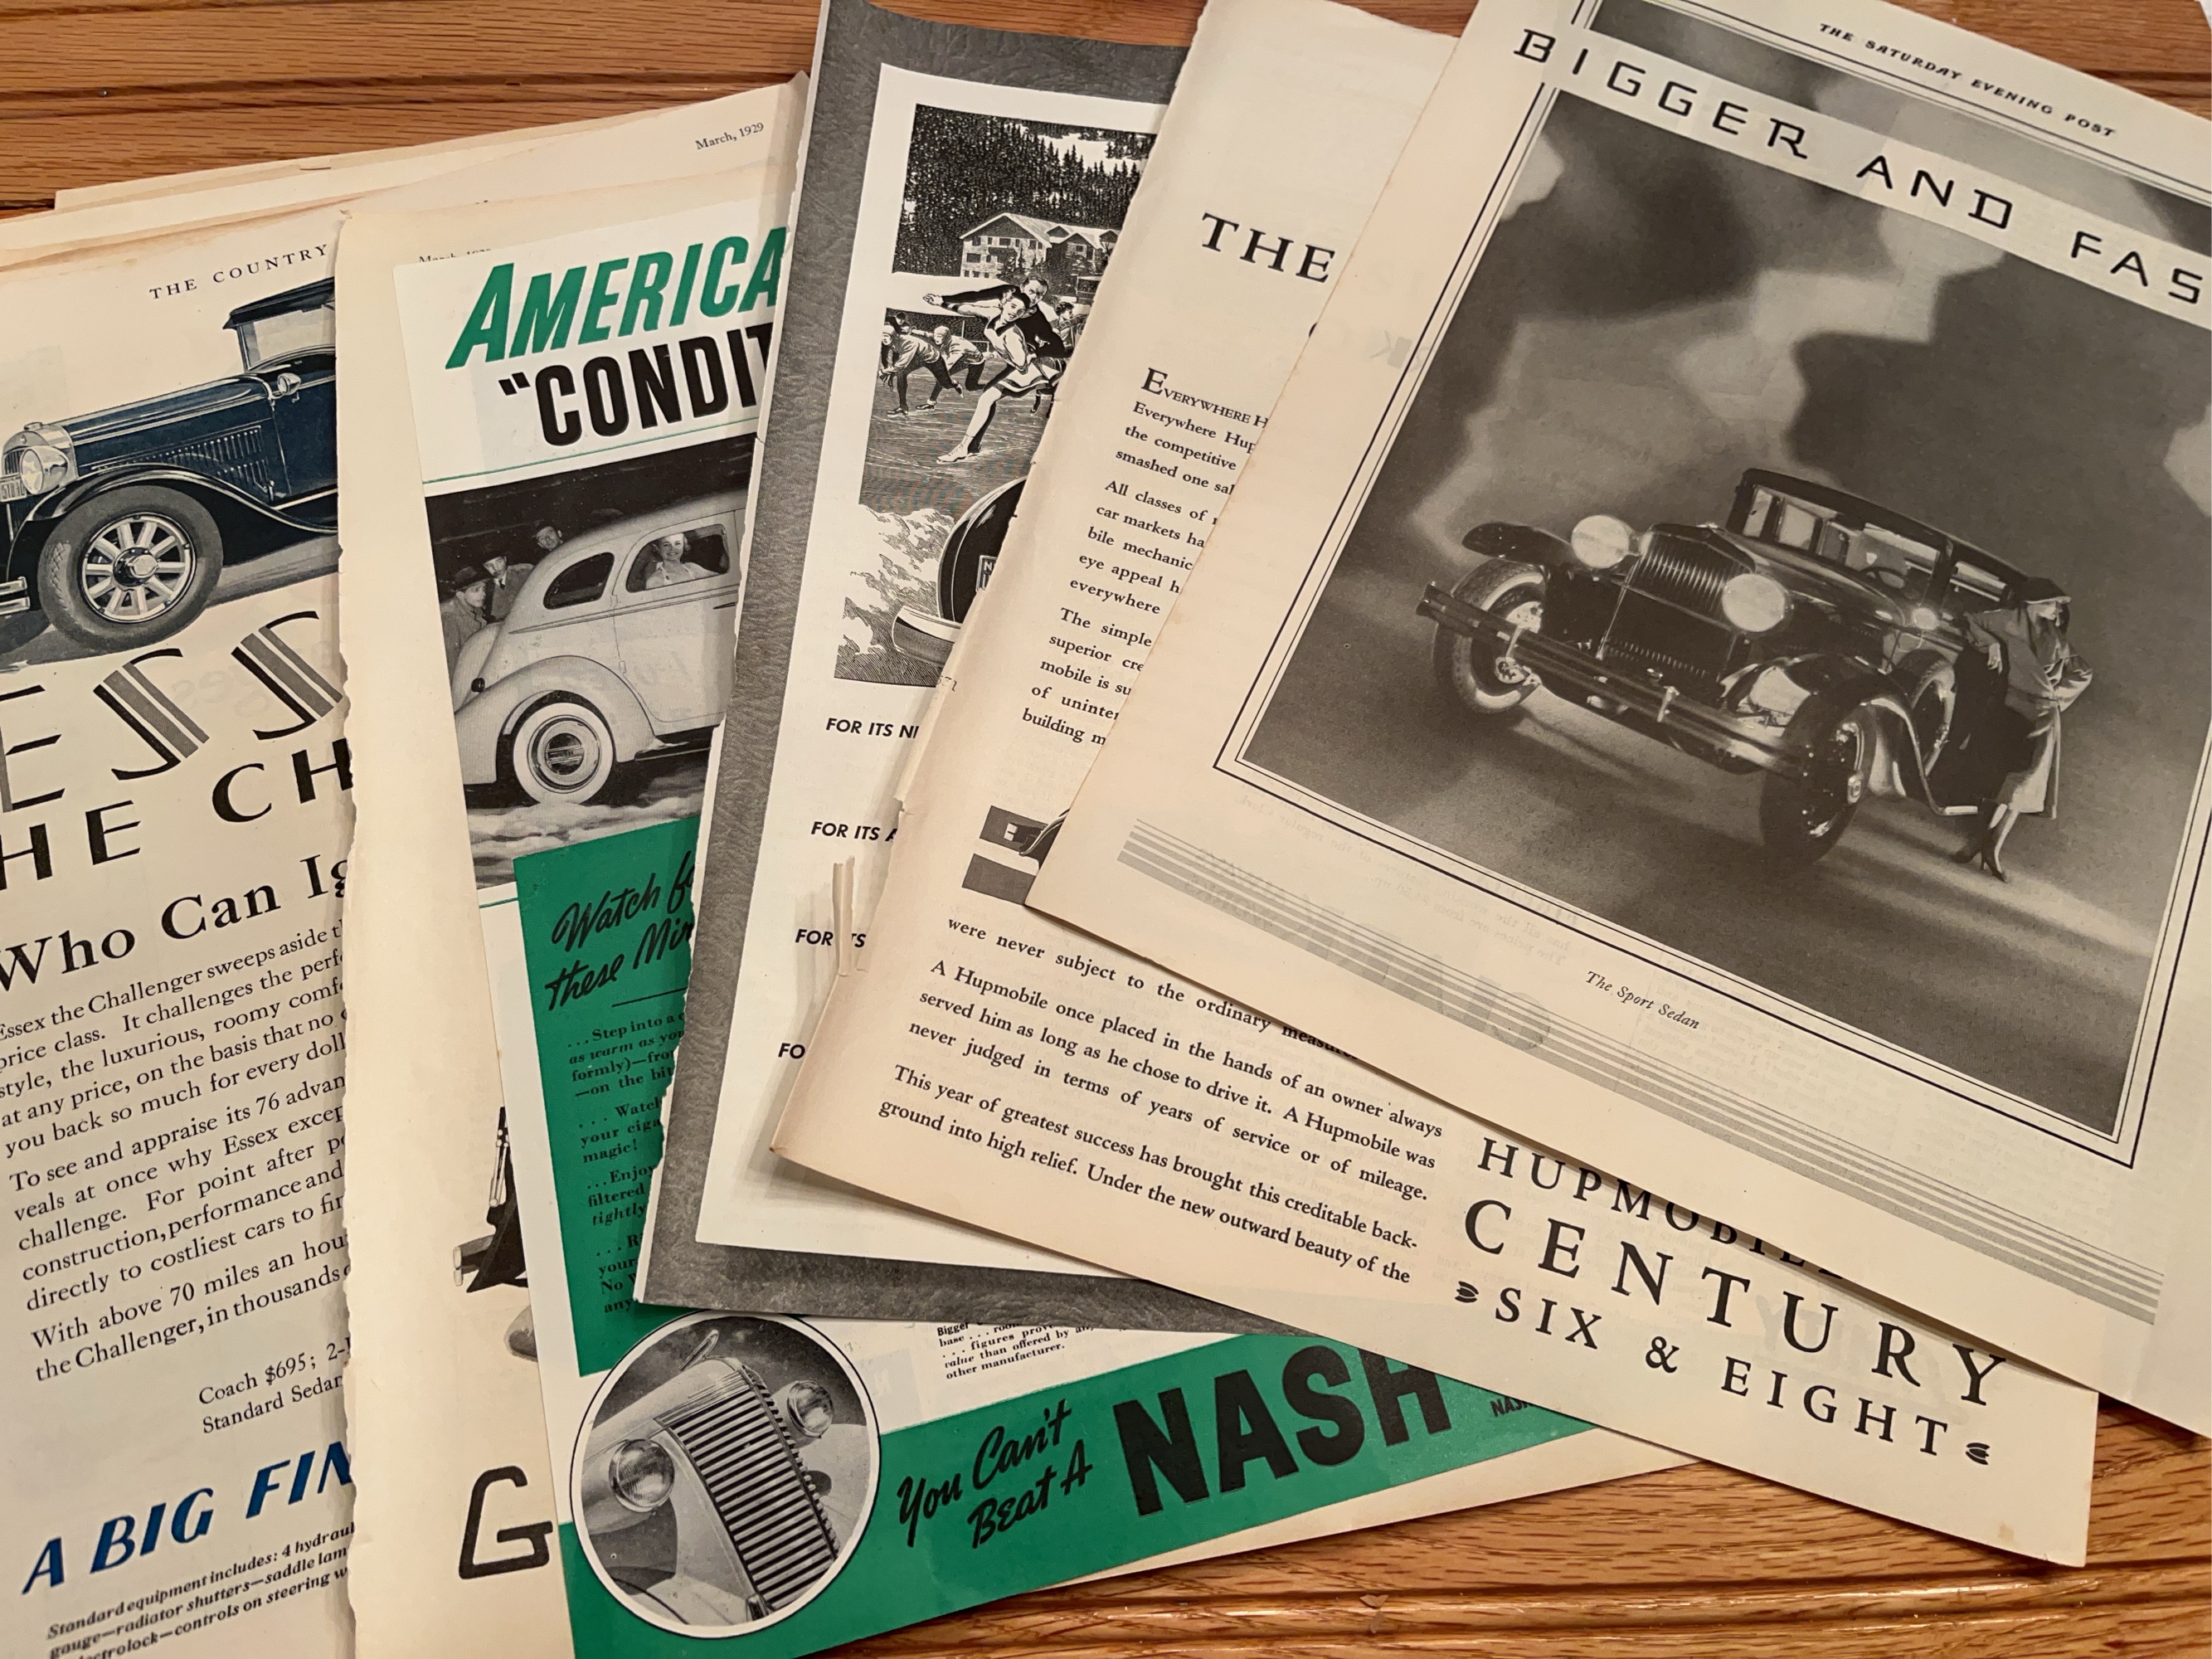 March, 1929
THE COUNTRY
ESS
HE CH
Who Can Ig
Essex the Challenger sweeps aside
price class. It challenges the perf
style, the luxurious, roomy comf
at any price, on the basis that no
you back so much for every doll
To see and appraise its 76 advan
veals at once why Essex excep
challenge. For point after p
construction, performance and
directly to costliest cars to fin
With above 70 miles an hou
the Challenger, in thousands
Coach $695; 2-
Standard Sedan
A BIG FIN
Standard equipment includes: 4 hydrau
gauge—radiator shutters—saddle lam
electrolock—controls on steering w
G
AMERICA
"CONDIT
Watch fo
these Mir
...Step into a
as warm as you
formly)—fro
—on the bit
... Watch
your ciga
magic!
...Enjoy
filtered
tightly
... R
your
No
any
Bigger
base ... roo
... figures prov
value than offered by
other manufacturer.
You Can't
Beat A
NASH
NASH
FOR ITS N
FOR ITS A
FOR ITS
FO
THE
EVERYWHERE H
Everywhere Hup
the competitive
smashed one sal
All classes of
car markets ha
bile mechanic
eye appeal h
everywhere
The simple
superior cre
mobile is su
of uninter
building m
E
were never subject to the ordinary measur
A Hupmobile once placed in the hands of an owner always
served him as long as he chose to drive it. A Hupmobile was
never judged in terms of years of service or of mileage.
This year of greatest success has brought this creditable back-
ground into high relief. Under the new outward beauty of the
HUPMOBILE
CENTURY
SIX & EIGHT
THE SATURDAY EVENING POST
BIGGER AND FAS
The Sport Sedan